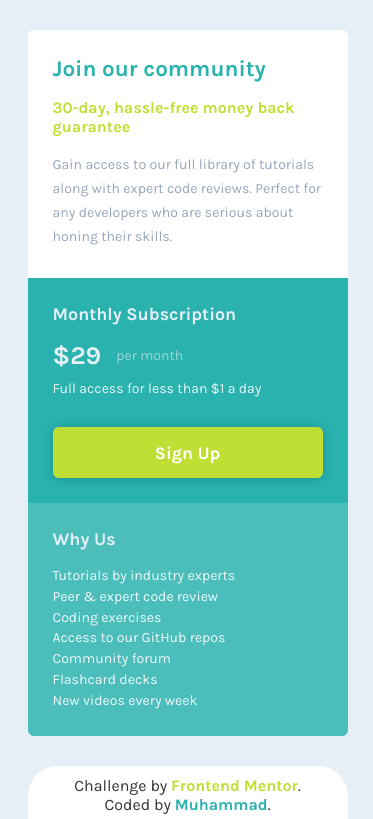 Join our community
30-day, hassle-free money back
guarantee
Gain access to our full library of tutorials
along with expert code reviews. Perfect for
any developers who are serious about
honing their skills.
Monthly Subscription
$29 per month
Full access for less than $1 a day
Sign Up
Why Us
Tutorials by industry experts
Peer & expert code review
Coding exercises
Access to our GitHub repos
Community forum
Flashcard decks
New videos every week
Challenge by Frontend Mentor.
Coded by Muhammad.